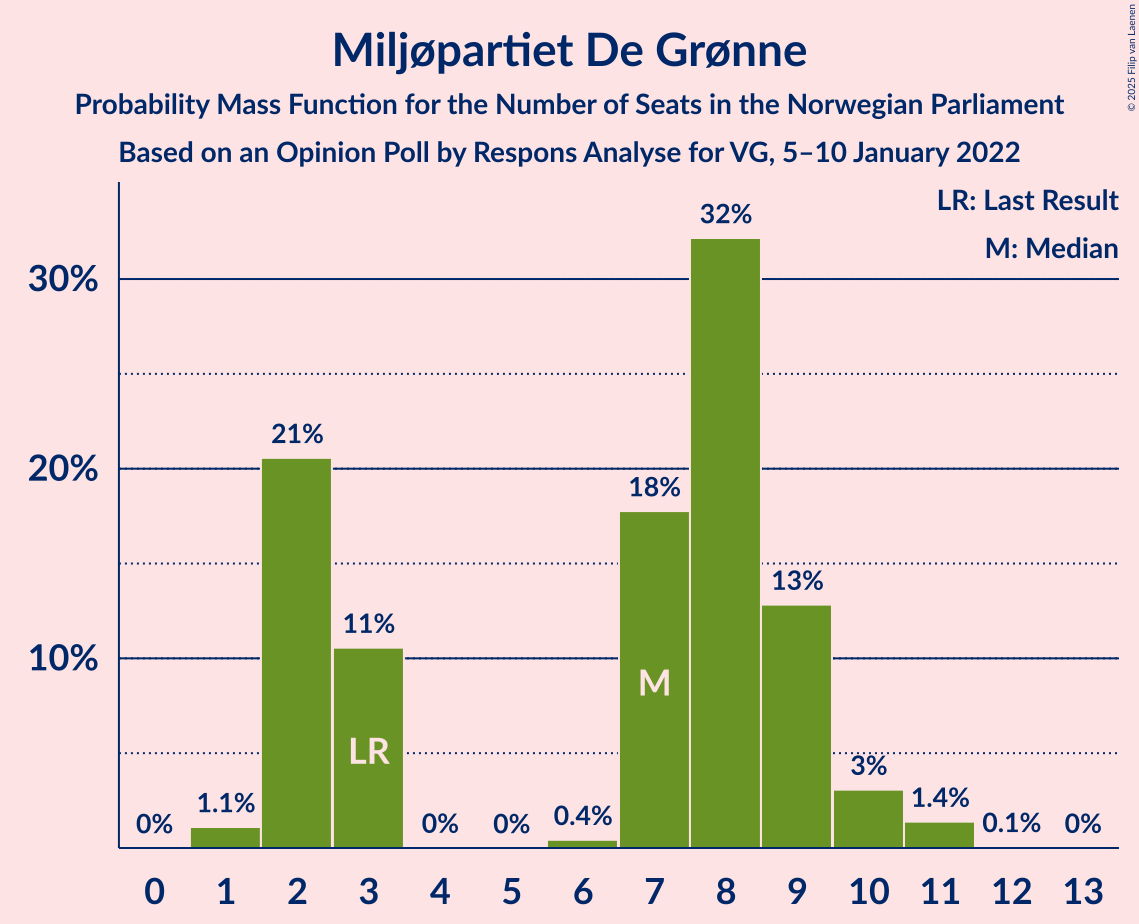 Miljøpartiet De Grønne
Probability Mass Function for the Number of Seats in the Norwegian Parliament
Based on an Opinion Poll by Respons Analyse for VG, 5–10 January 2022
© 2025 Filip van Laenen
LR: Last Result
M: Median
30%
20%
10%
0%
1.1%
21%
11%
0%
0%
0.4%
18%
32%
13%
3%
1.4%
0.1%
0%
LR
M
0 1 2 3 4 5 6 7 8 9 10 11 12 13